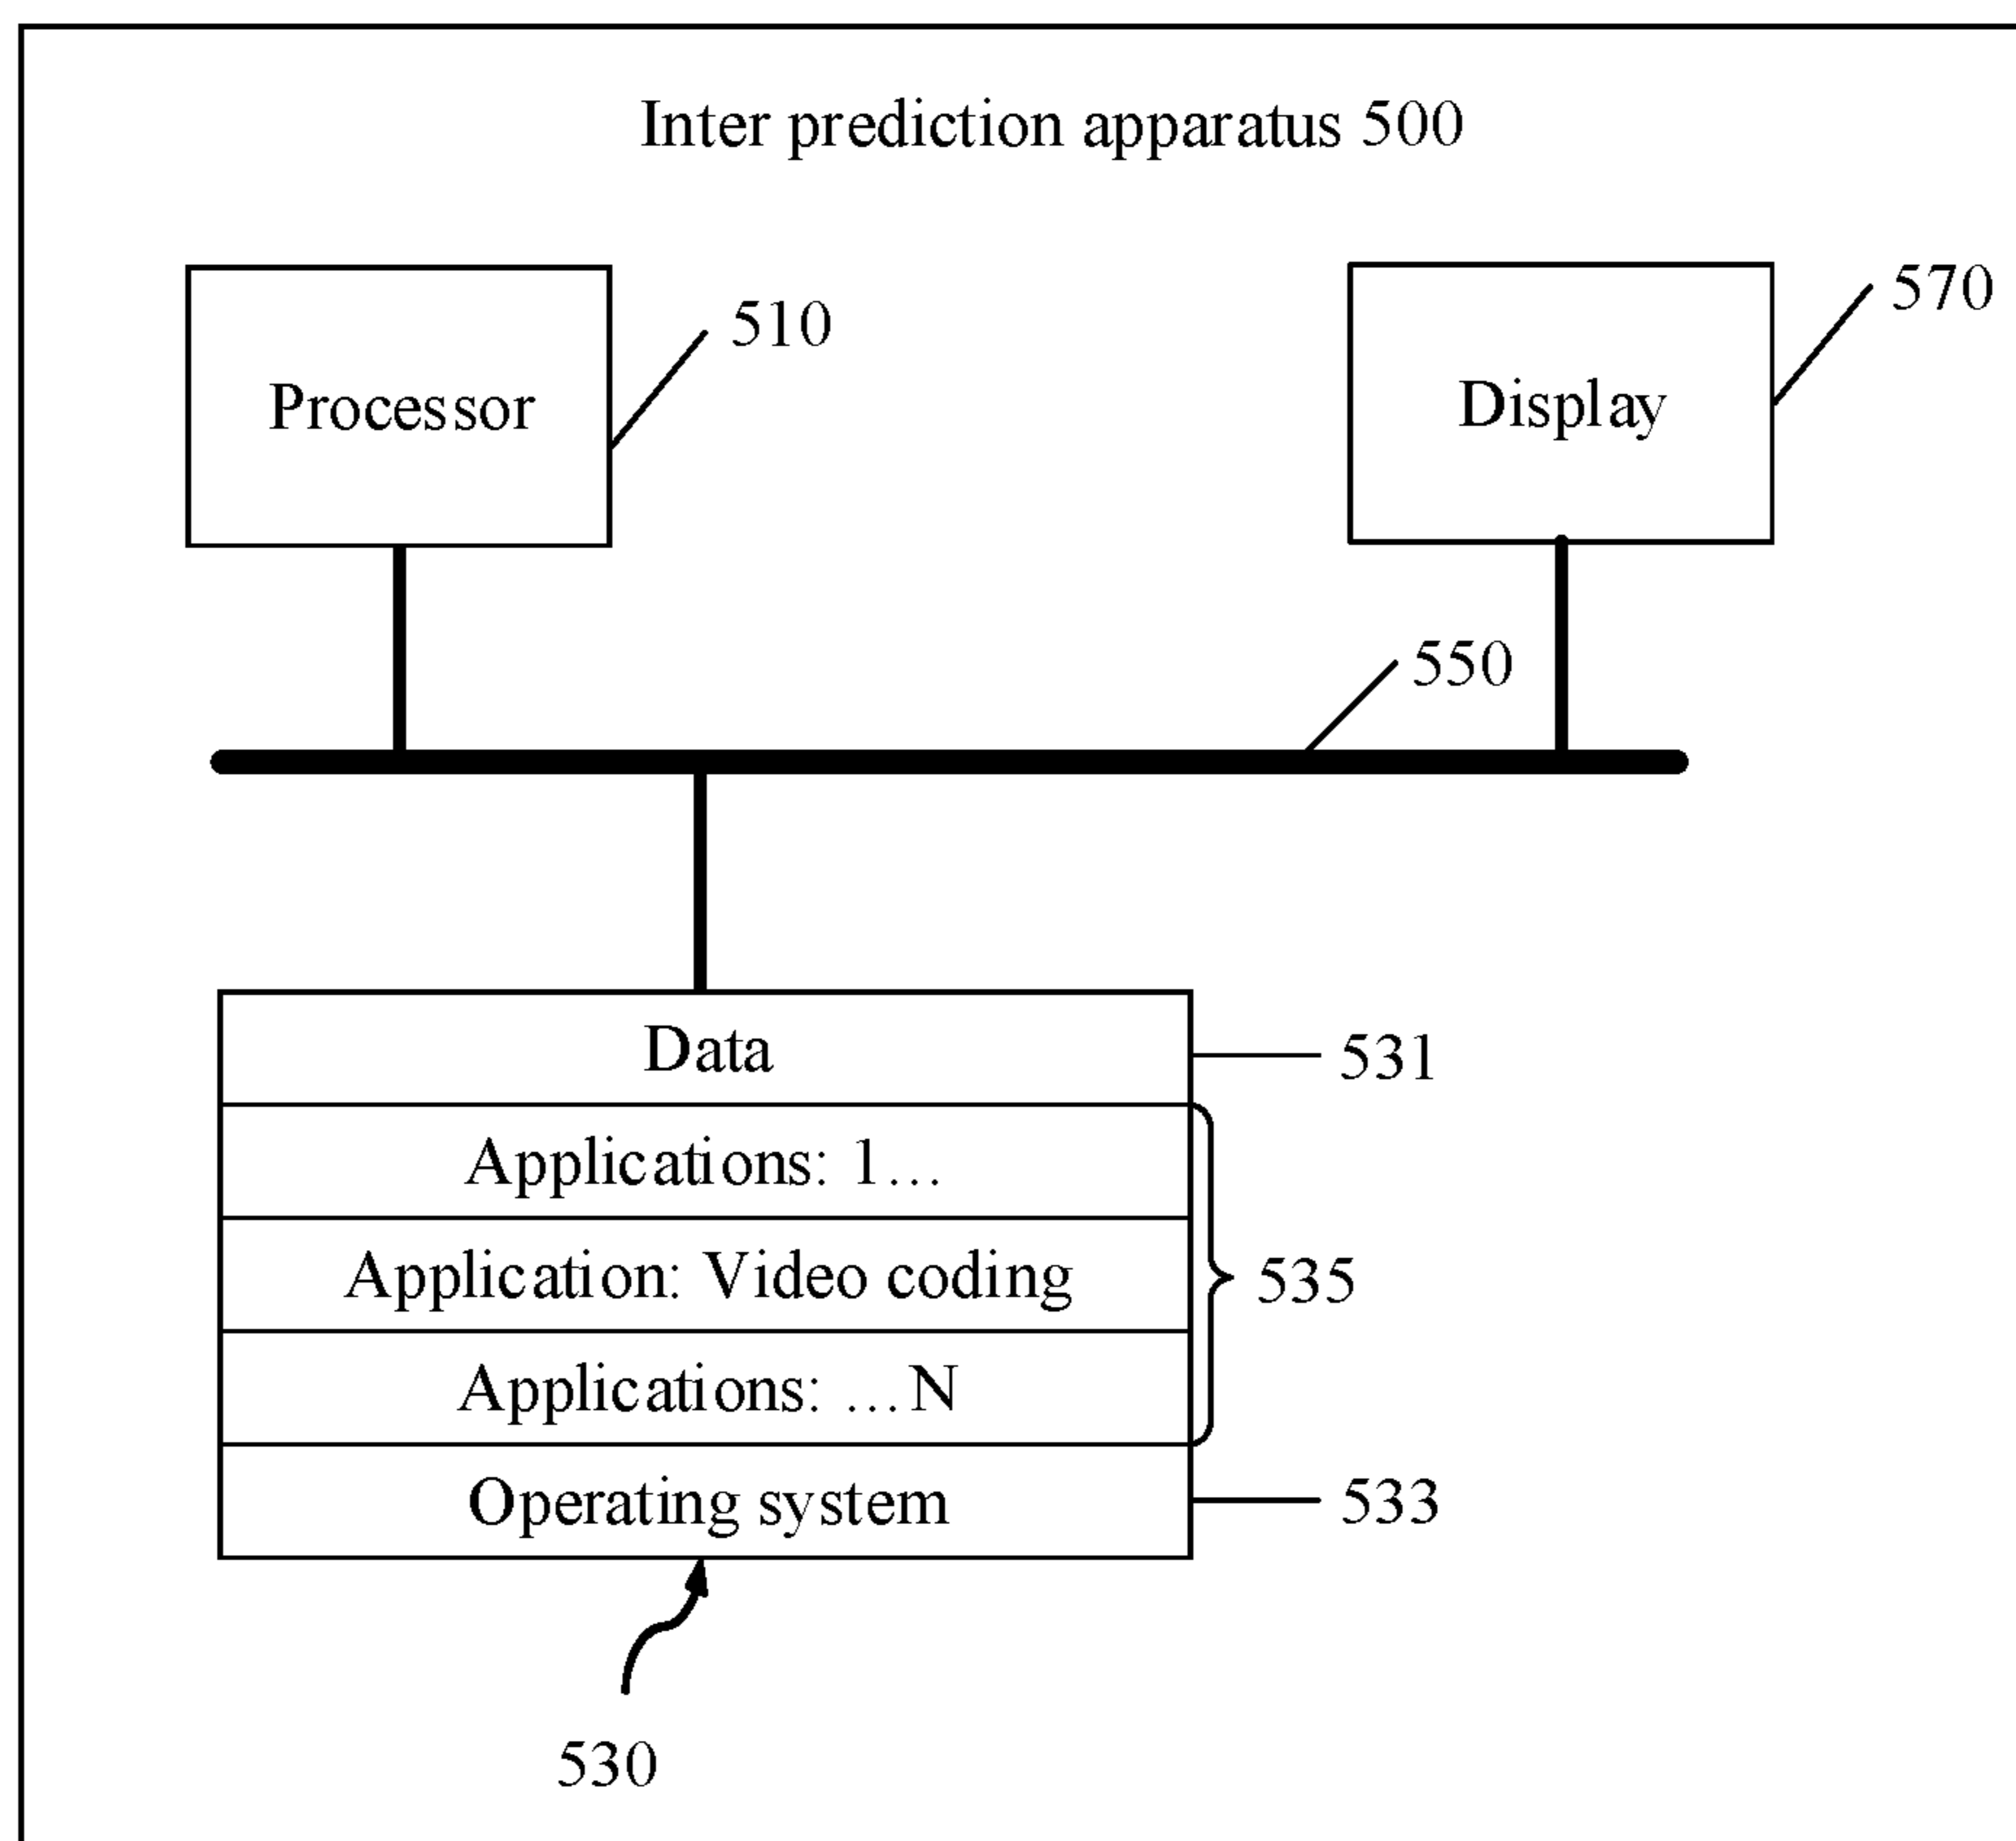 Inter prediction apparatus 500
Processor
510
Display
570
550
Data
531
Applications: 1...
Application: Video coding
535
Applications: ...N
Operating system
533
530